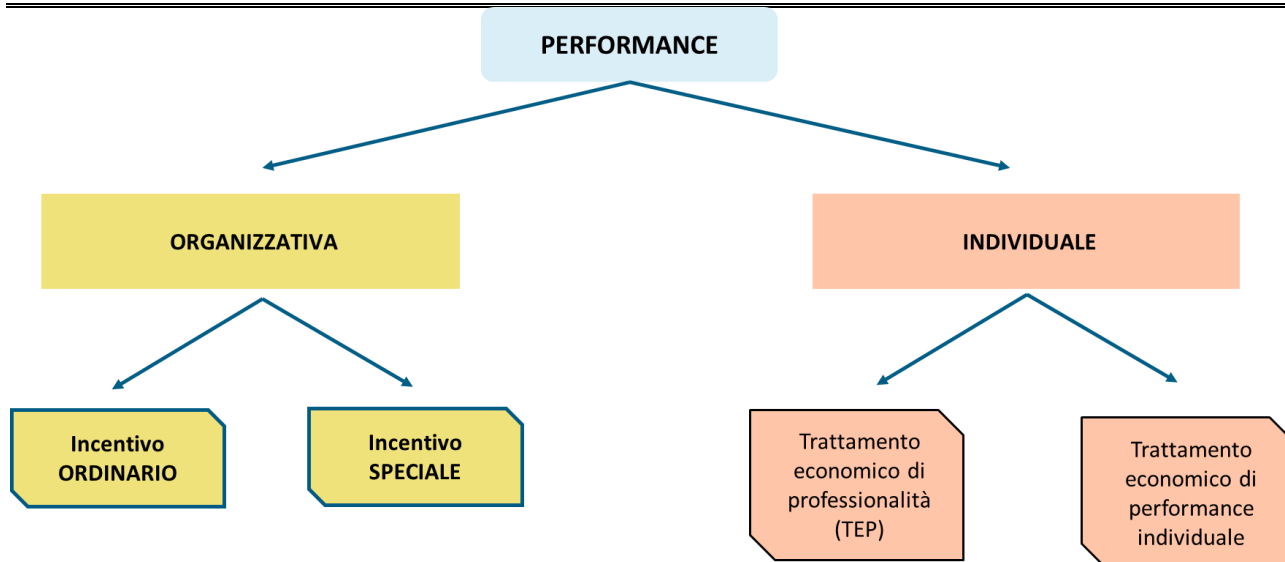 PERFORMANCE
ORGANIZZATIVA
INDIVIDUALE
Incentivo
ORDINARIO
Incentivo
SPECIALE
Trattamento
economico di
professionalità
(TEP)
Trattamento
economico di
performance
individuale